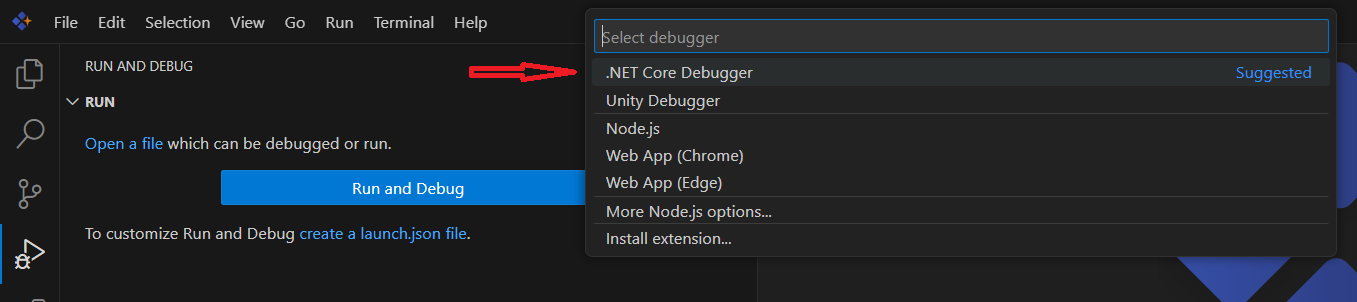 File Edit Selection View Go Run Terminal Help
RUN AND DEBUG
RUN
Open a file which can be debugged or run.
Run and Debug
To customize Run and Debug create a launch.json file.
Select debugger
.NET Core Debugger Suggested
Unity Debugger
Node.js
Web App (Chrome)
Web App (Edge)
More Node.js options...
Install extension...